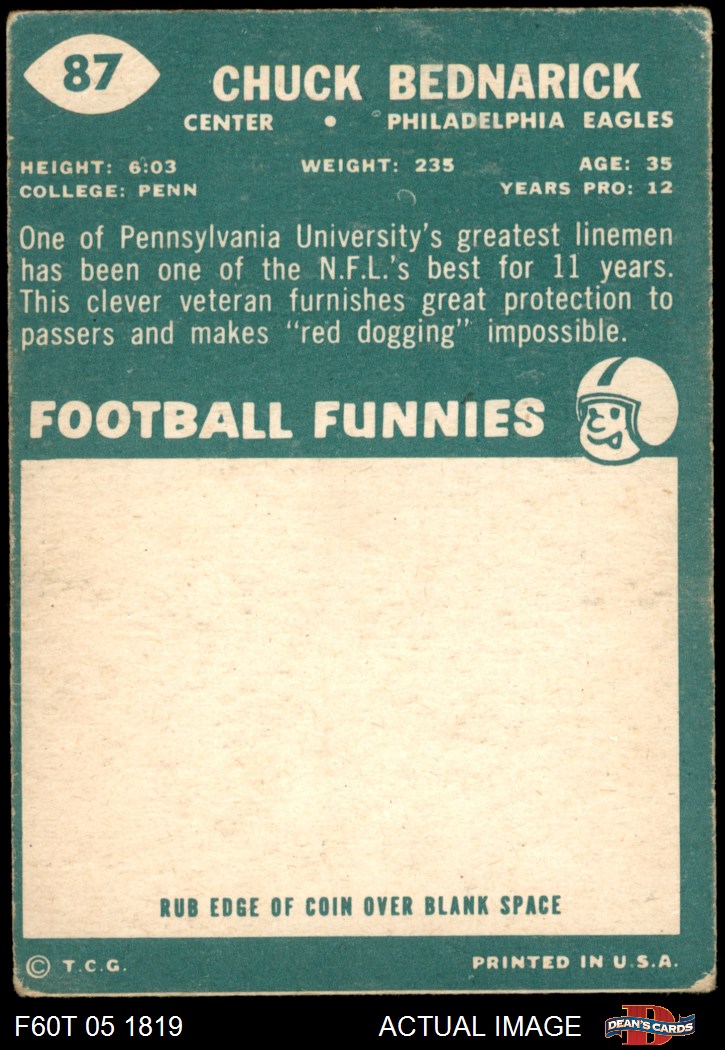 87
CHUCK BEDNARICK
CENTER • PHILADELPHIA EAGLES
HEIGHT: 6:03 WEIGHT: 235 AGE: 35
COLLEGE: PENN YEARS PRO: 12
One of Pennsylvania University's greatest linemen
has been one of the N.F.L.'s best for 11 years.
This clever veteran furnishes great protection to
passers and makes "red dogging" impossible.
FOOTBALL FUNNIES
RUB EDGE OF COIN OVER BLANK SPACE
© T.C.G. PRINTED IN U.S.A.
F60T 05 1819 ACTUAL IMAGE D DEAN'S CARDS